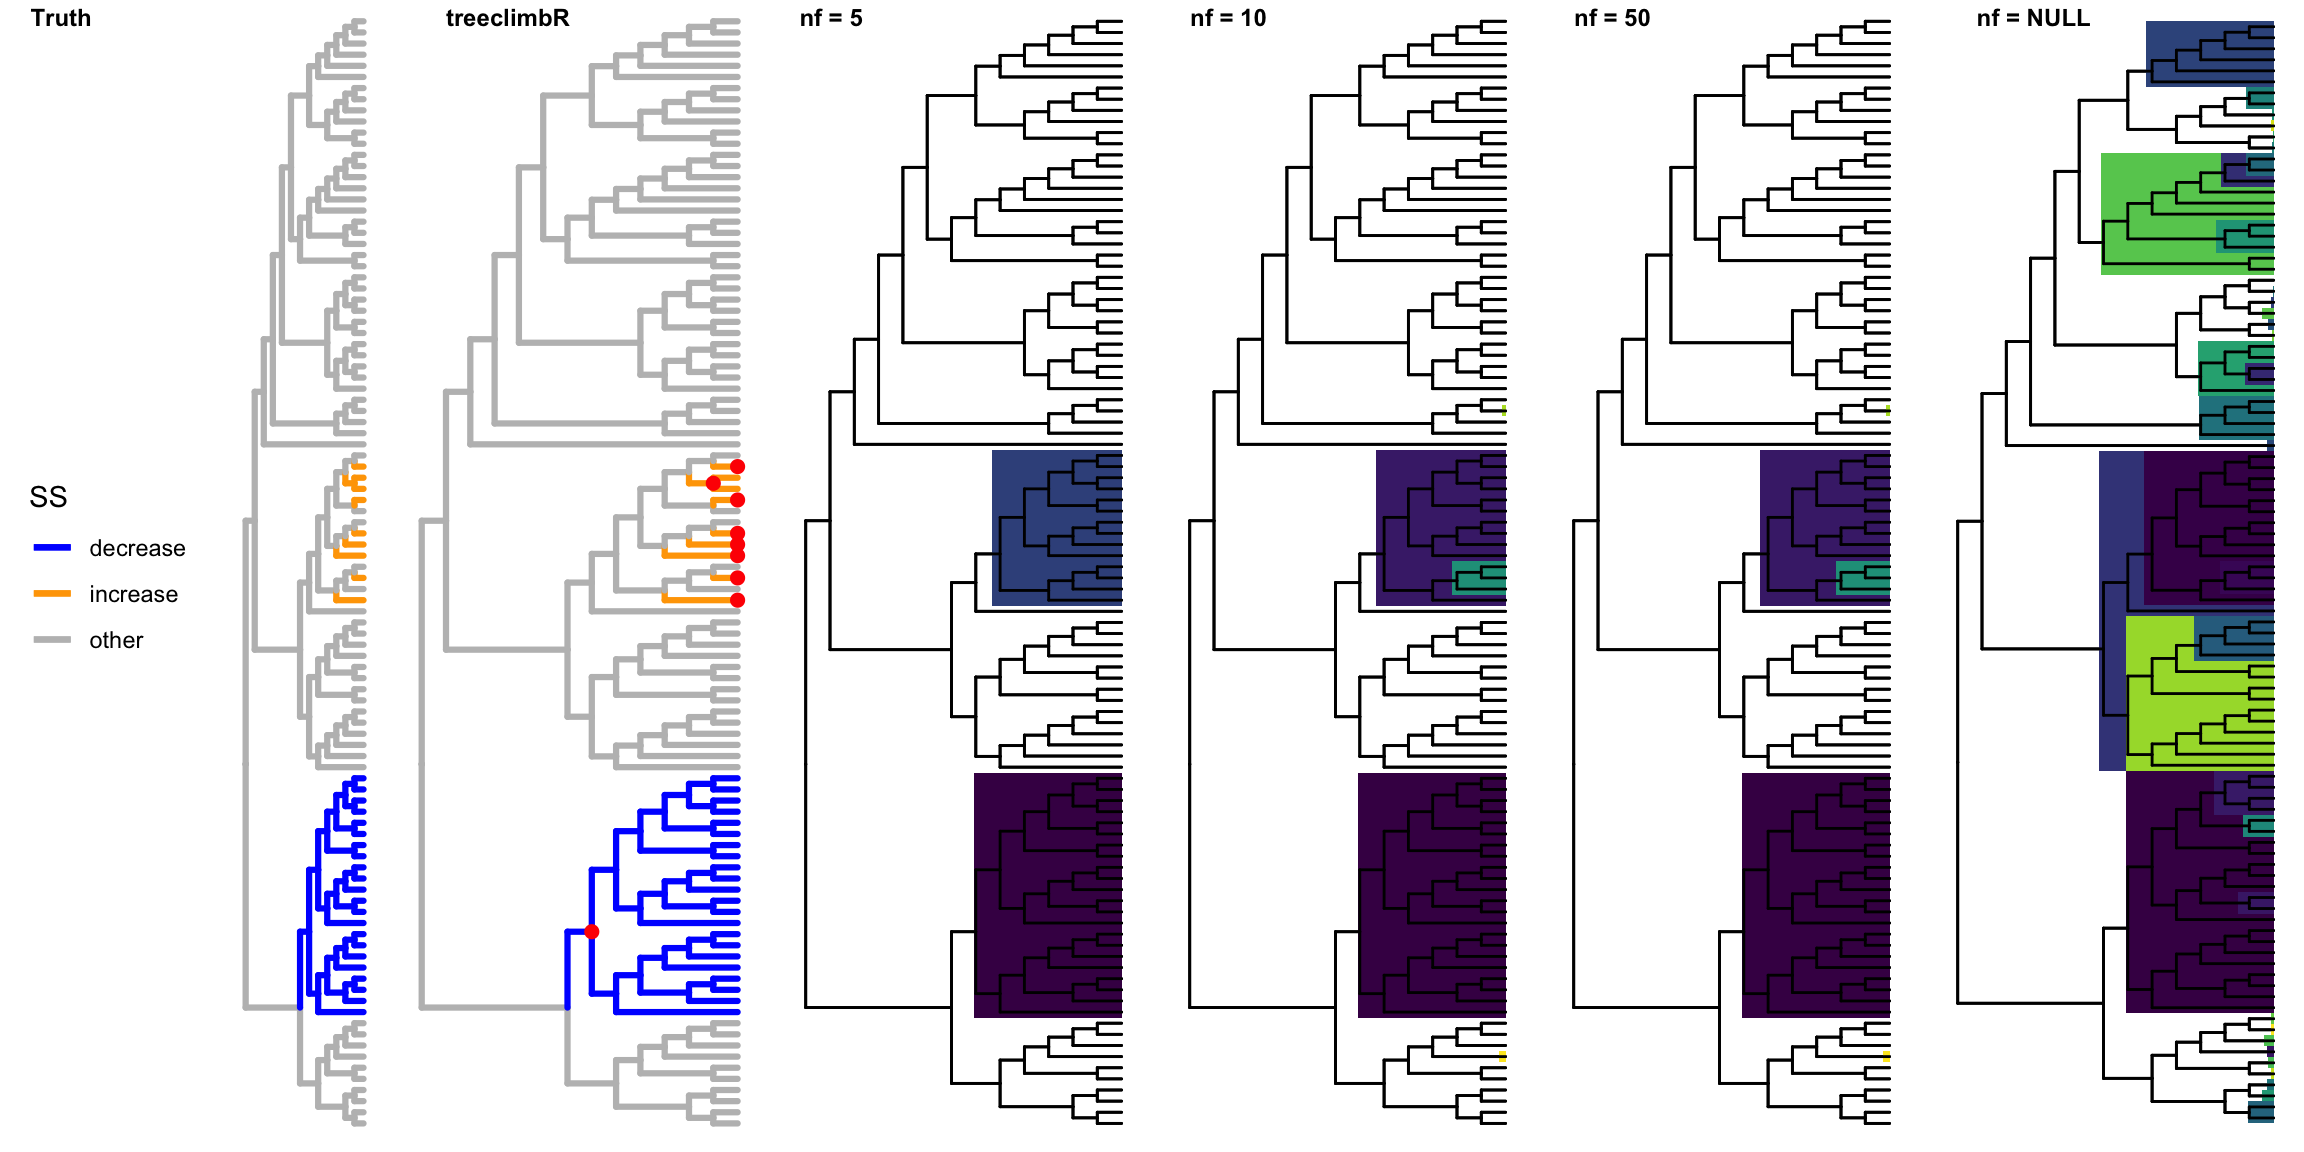 Truth
treeclimbR
nf = 5
nf = 10
nf = 50
nf = NULL
SS
decrease
increase
other